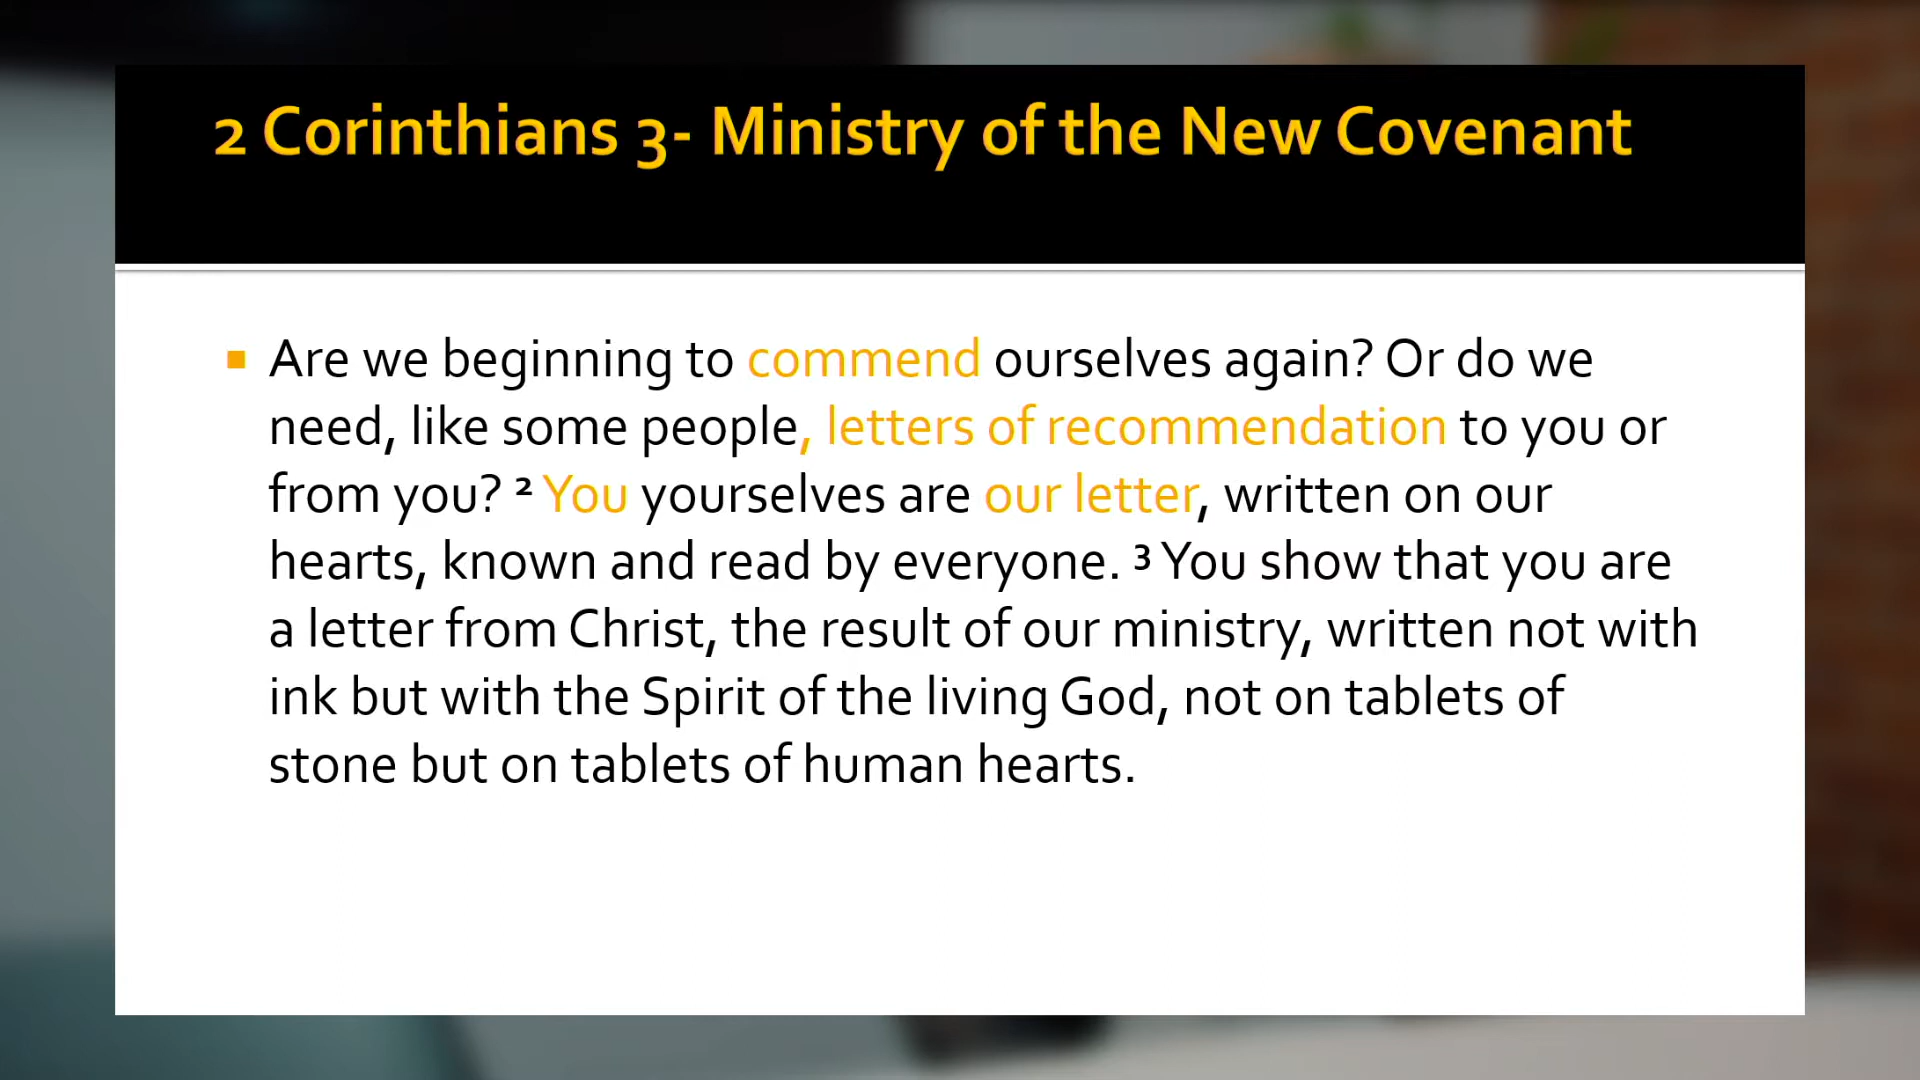 2 Corinthians 3- Ministry of the New Covenant
Are we beginning to commend ourselves again? Or do we
need, like some people, letters of recommendation to you or
from you? ² You yourselves are our letter, written on our
hearts, known and read by everyone. ³ You show that you are
a letter from Christ, the result of our ministry, written not with
ink but with the Spirit of the living God, not on tablets of
stone but on tablets of human hearts.